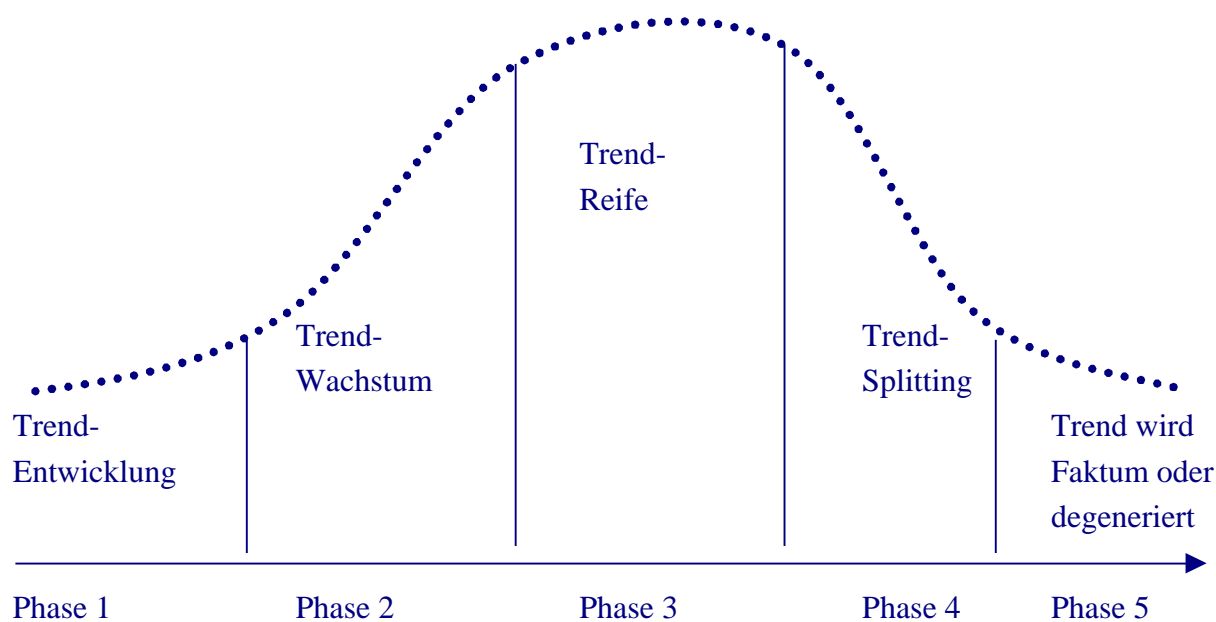 Trend-
Reife
Trend-
Wachstum
Trend-
Splitting
Trend-
Entwicklung
Trend wird
Faktum oder
degeneriert
Phase 1
Phase 2
Phase 3
Phase 4
Phase 5